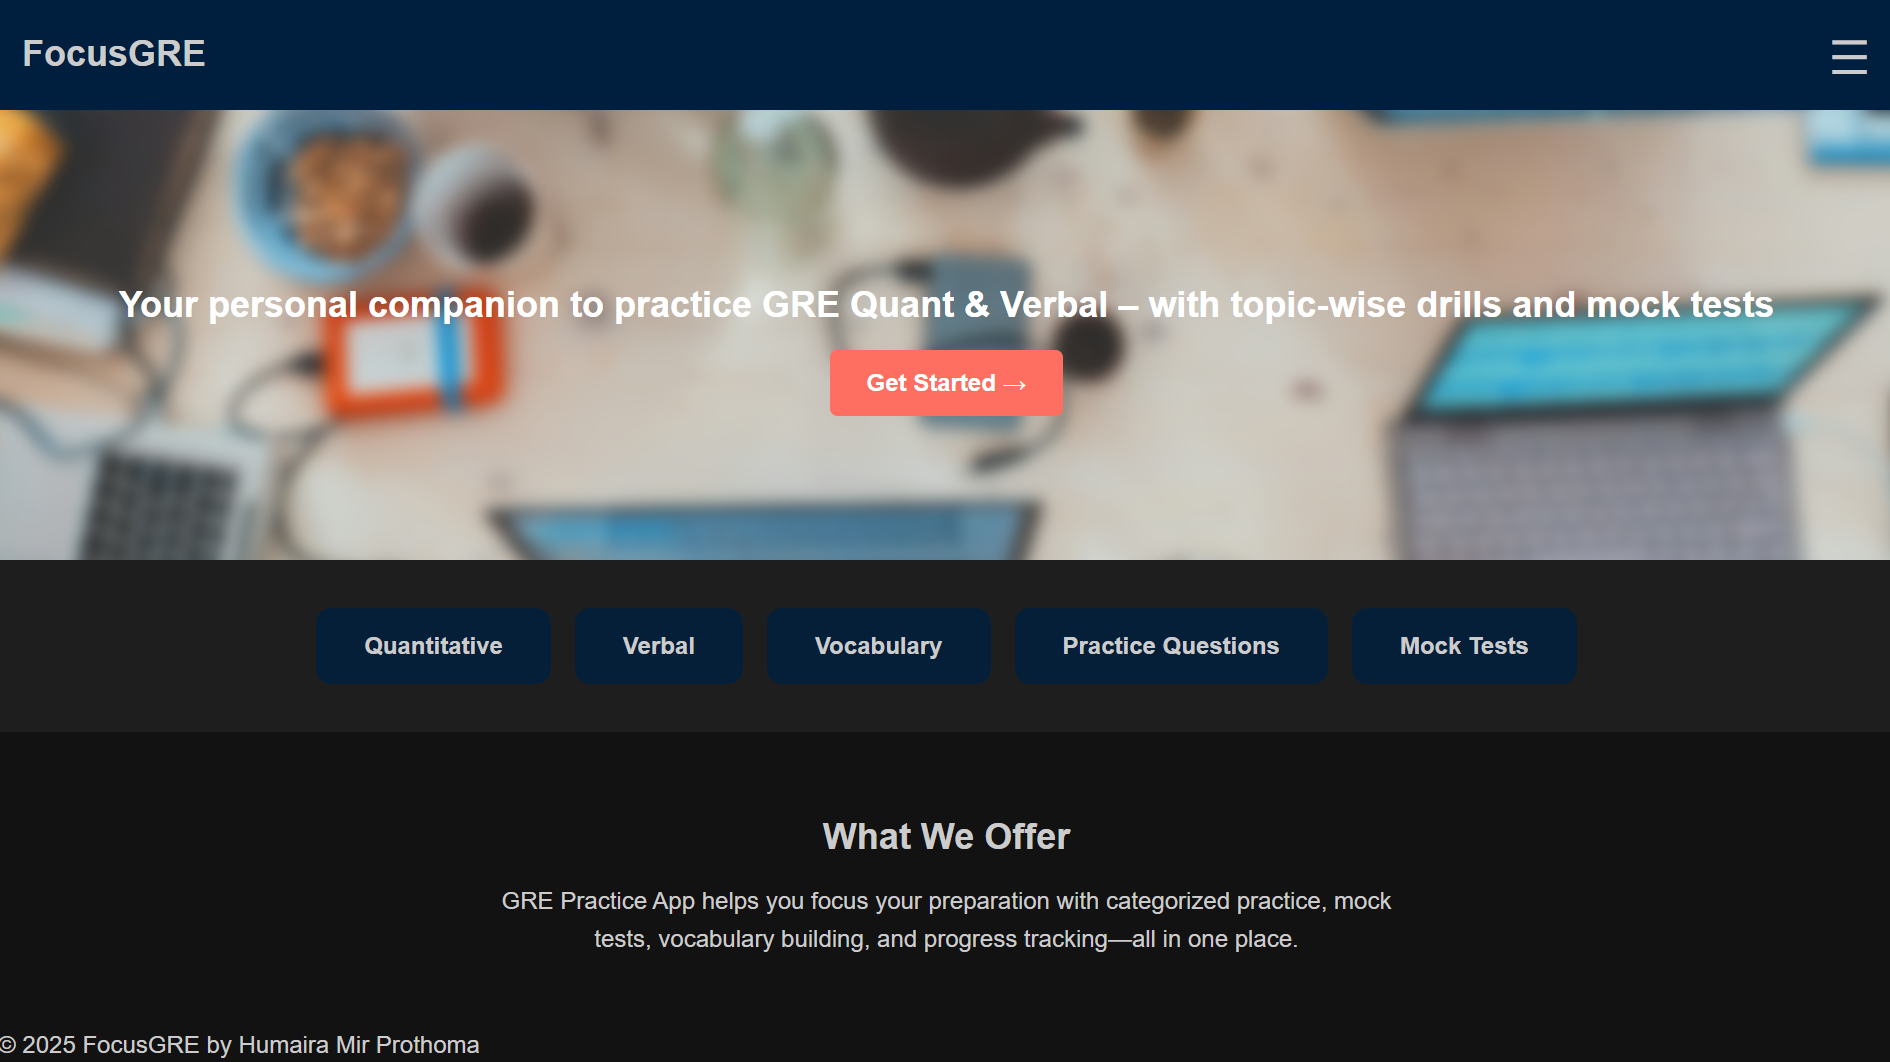 FocusGRE
Your personal companion to practice GRE Quant & Verbal – with topic-wise drills and mock tests
Get Started →
Quantitative
Verbal
Vocabulary
Practice Questions
Mock Tests
What We Offer
GRE Practice App helps you focus your preparation with categorized practice, mock
tests, vocabulary building, and progress tracking—all in one place.
© 2025 FocusGRE by Humaira Mir Prothoma